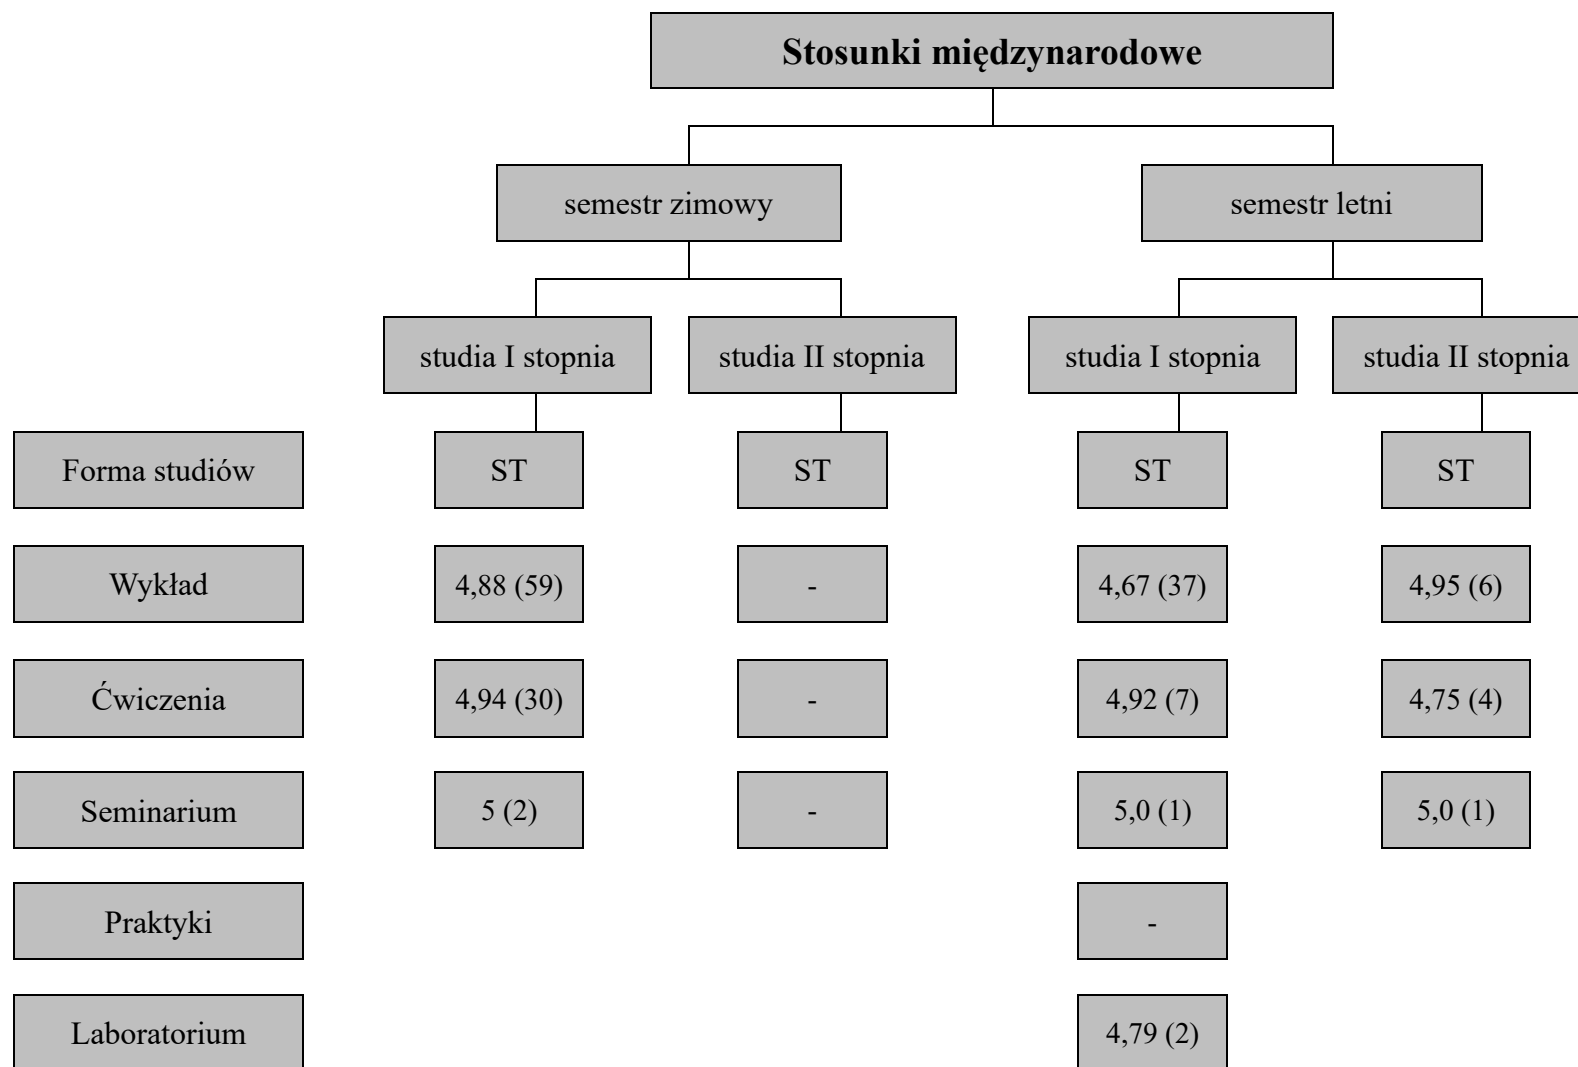 Stosunki międzynarodowe
semestr zimowy semestr letni
studia I stopnia studia II stopnia studia I stopnia studia II stopnia
Forma studiów ST ST ST ST
Wykład 4,88 (59) - 4,67 (37) 4,95 (6)
Ćwiczenia 4,94 (30) - 4,92 (7) 4,75 (4)
Seminarium 5 (2) - 5,0 (1) 5,0 (1)
Praktyki -
Laboratorium 4,79 (2)